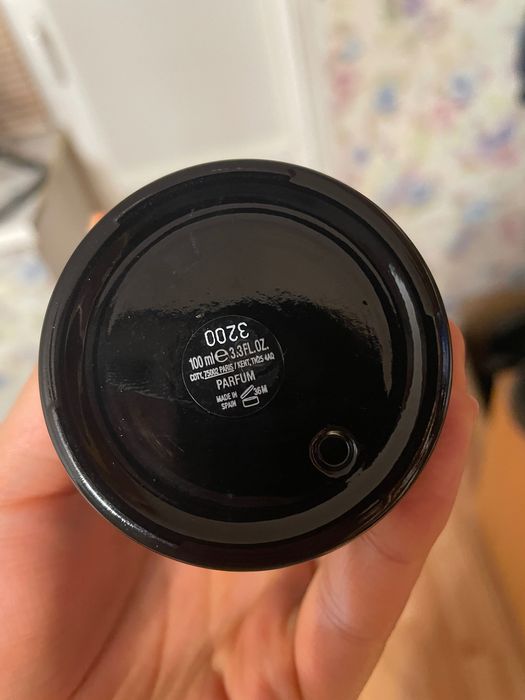 3200
100 ml e 3.3 FL.OZ.
COTY, 75002 PARIS / KENT, TN25 4AQ
PARFUM
MADE IN
SPAIN
36 M